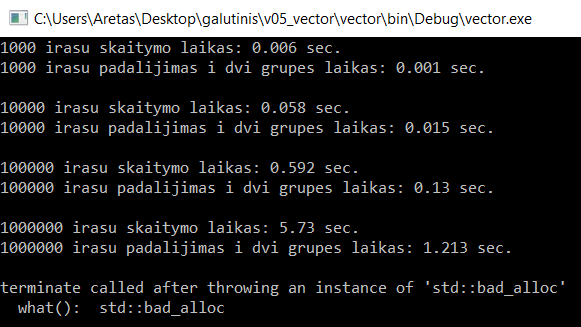 C:\Users\Aretas\Desktop\galutinis\v05_vector\vector\bin\Debug\vector.exe
1000 irasu skaitymo laikas: 0.006 sec.
1000 irasu padalijimas i dvi grupes laikas: 0.001 sec.
10000 irasu skaitymo laikas: 0.058 sec.
10000 irasu padalijimas i dvi grupes laikas: 0.015 sec.
100000 irasu skaitymo laikas: 0.592 sec.
100000 irasu padalijimas i dvi grupes laikas: 0.13 sec.
1000000 irasu skaitymo laikas: 5.73 sec.
1000000 irasu padalijimas i dvi grupes laikas: 1.213 sec.
terminate called after throwing an instance of 'std::bad_alloc'
  what():  std::bad_alloc